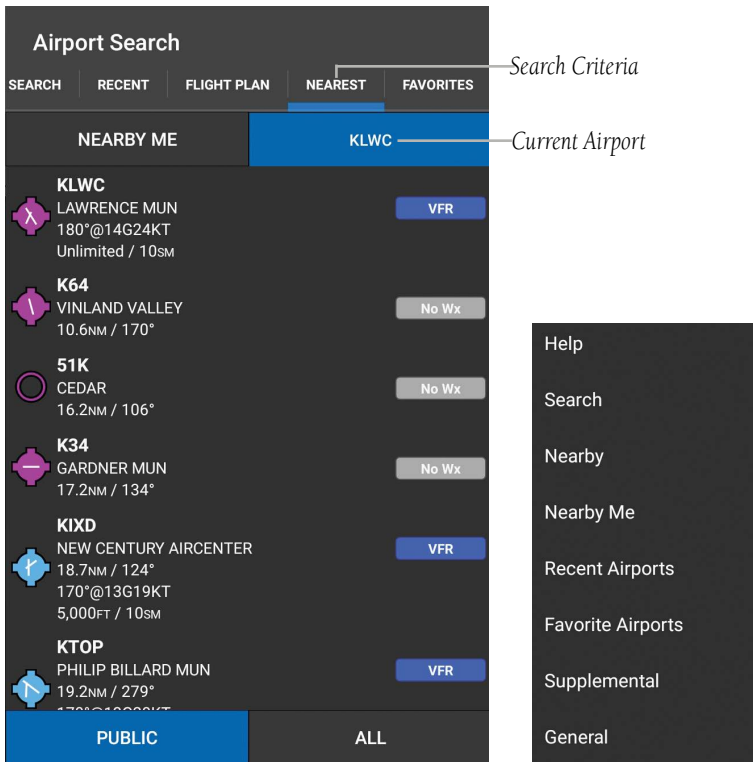 Airport Search
SEARCH RECENT FLIGHT PLAN NEAREST FAVORITES
Search Criteria
NEARBY ME KLWC
Current Airport
KLWC
LAWRENCE MUN
VFR
180°@14G24KT
Unlimited / 10SM
K64
VINLAND VALLEY
No Wx
10.6NM / 170°
51K
CEDAR
No Wx
16.2NM / 106°
K34
GARDNER MUN
No Wx
17.2NM / 134°
KIXD
NEW CENTURY AIRCENTER
VFR
18.7NM / 124°
170°@13G19KT
5,000FT / 10SM
KTOP
PHILIP BILLARD MUN
VFR
19.2NM / 279°
PUBLIC ALL
Help
Search
Nearby
Nearby Me
Recent Airports
Favorite Airports
Supplemental
General